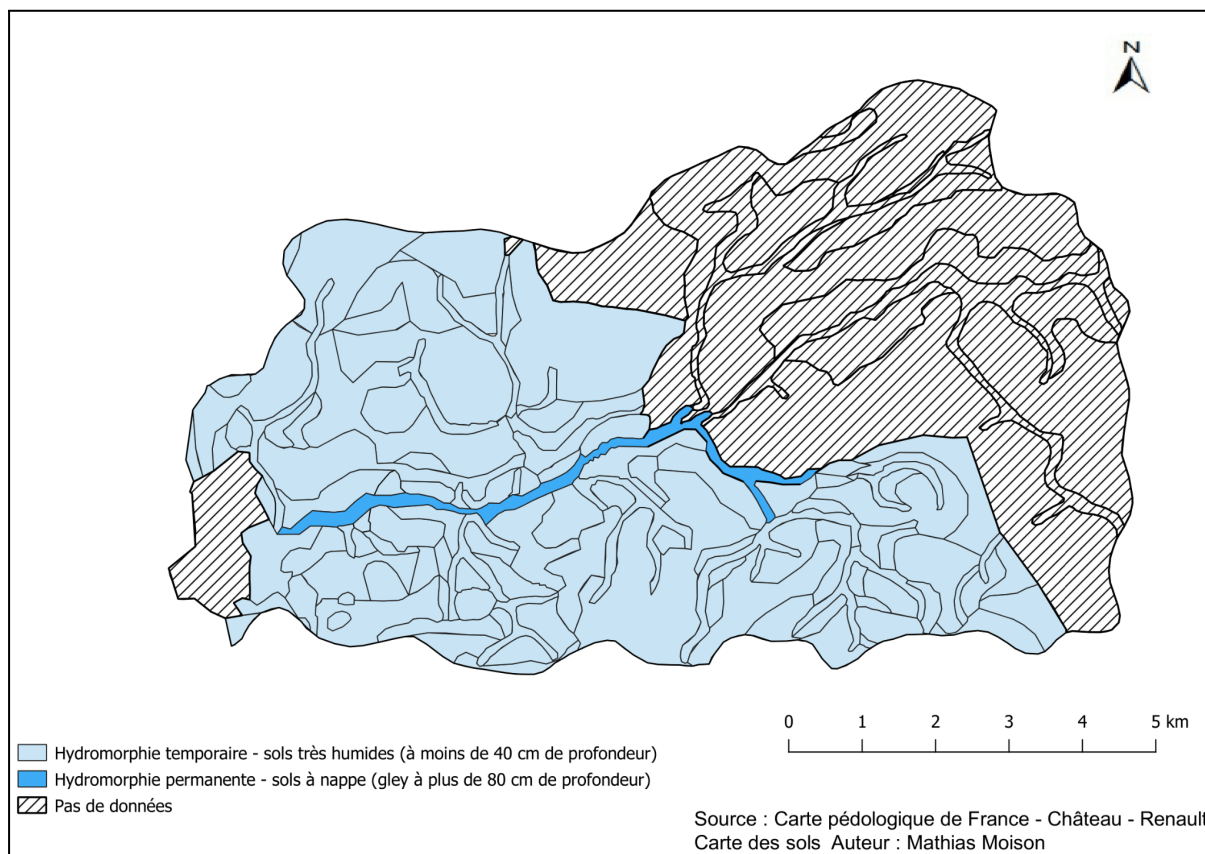 N
0 1 2 3 4 5 km
Hydromorphie temporaire - sols très humides (à moins de 40 cm de profondeur)
Hydromorphie permanente - sols à nappe (gley à plus de 80 cm de profondeur)
Pas de données
Source : Carte pédologique de France - Château - Renault
Carte des sols Auteur : Mathias Moison